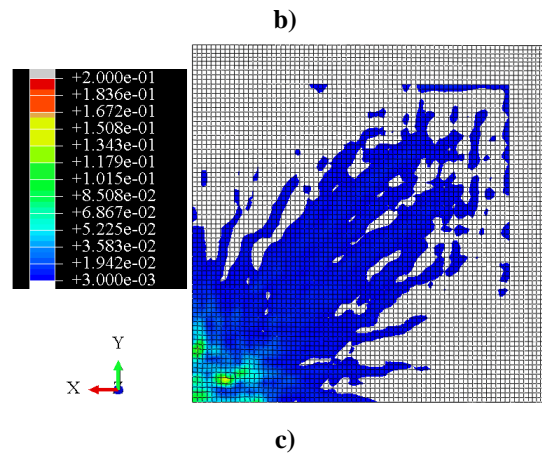 b)
+2.000e-01
+1.836e-01
+1.672e-01
+1.508e-01
+1.343e-01
+1.179e-01
+1.015e-01
+8.508e-02
+6.867e-02
+5.225e-02
+3.583e-02
+1.942e-02
+3.000e-03
Y
X
c)